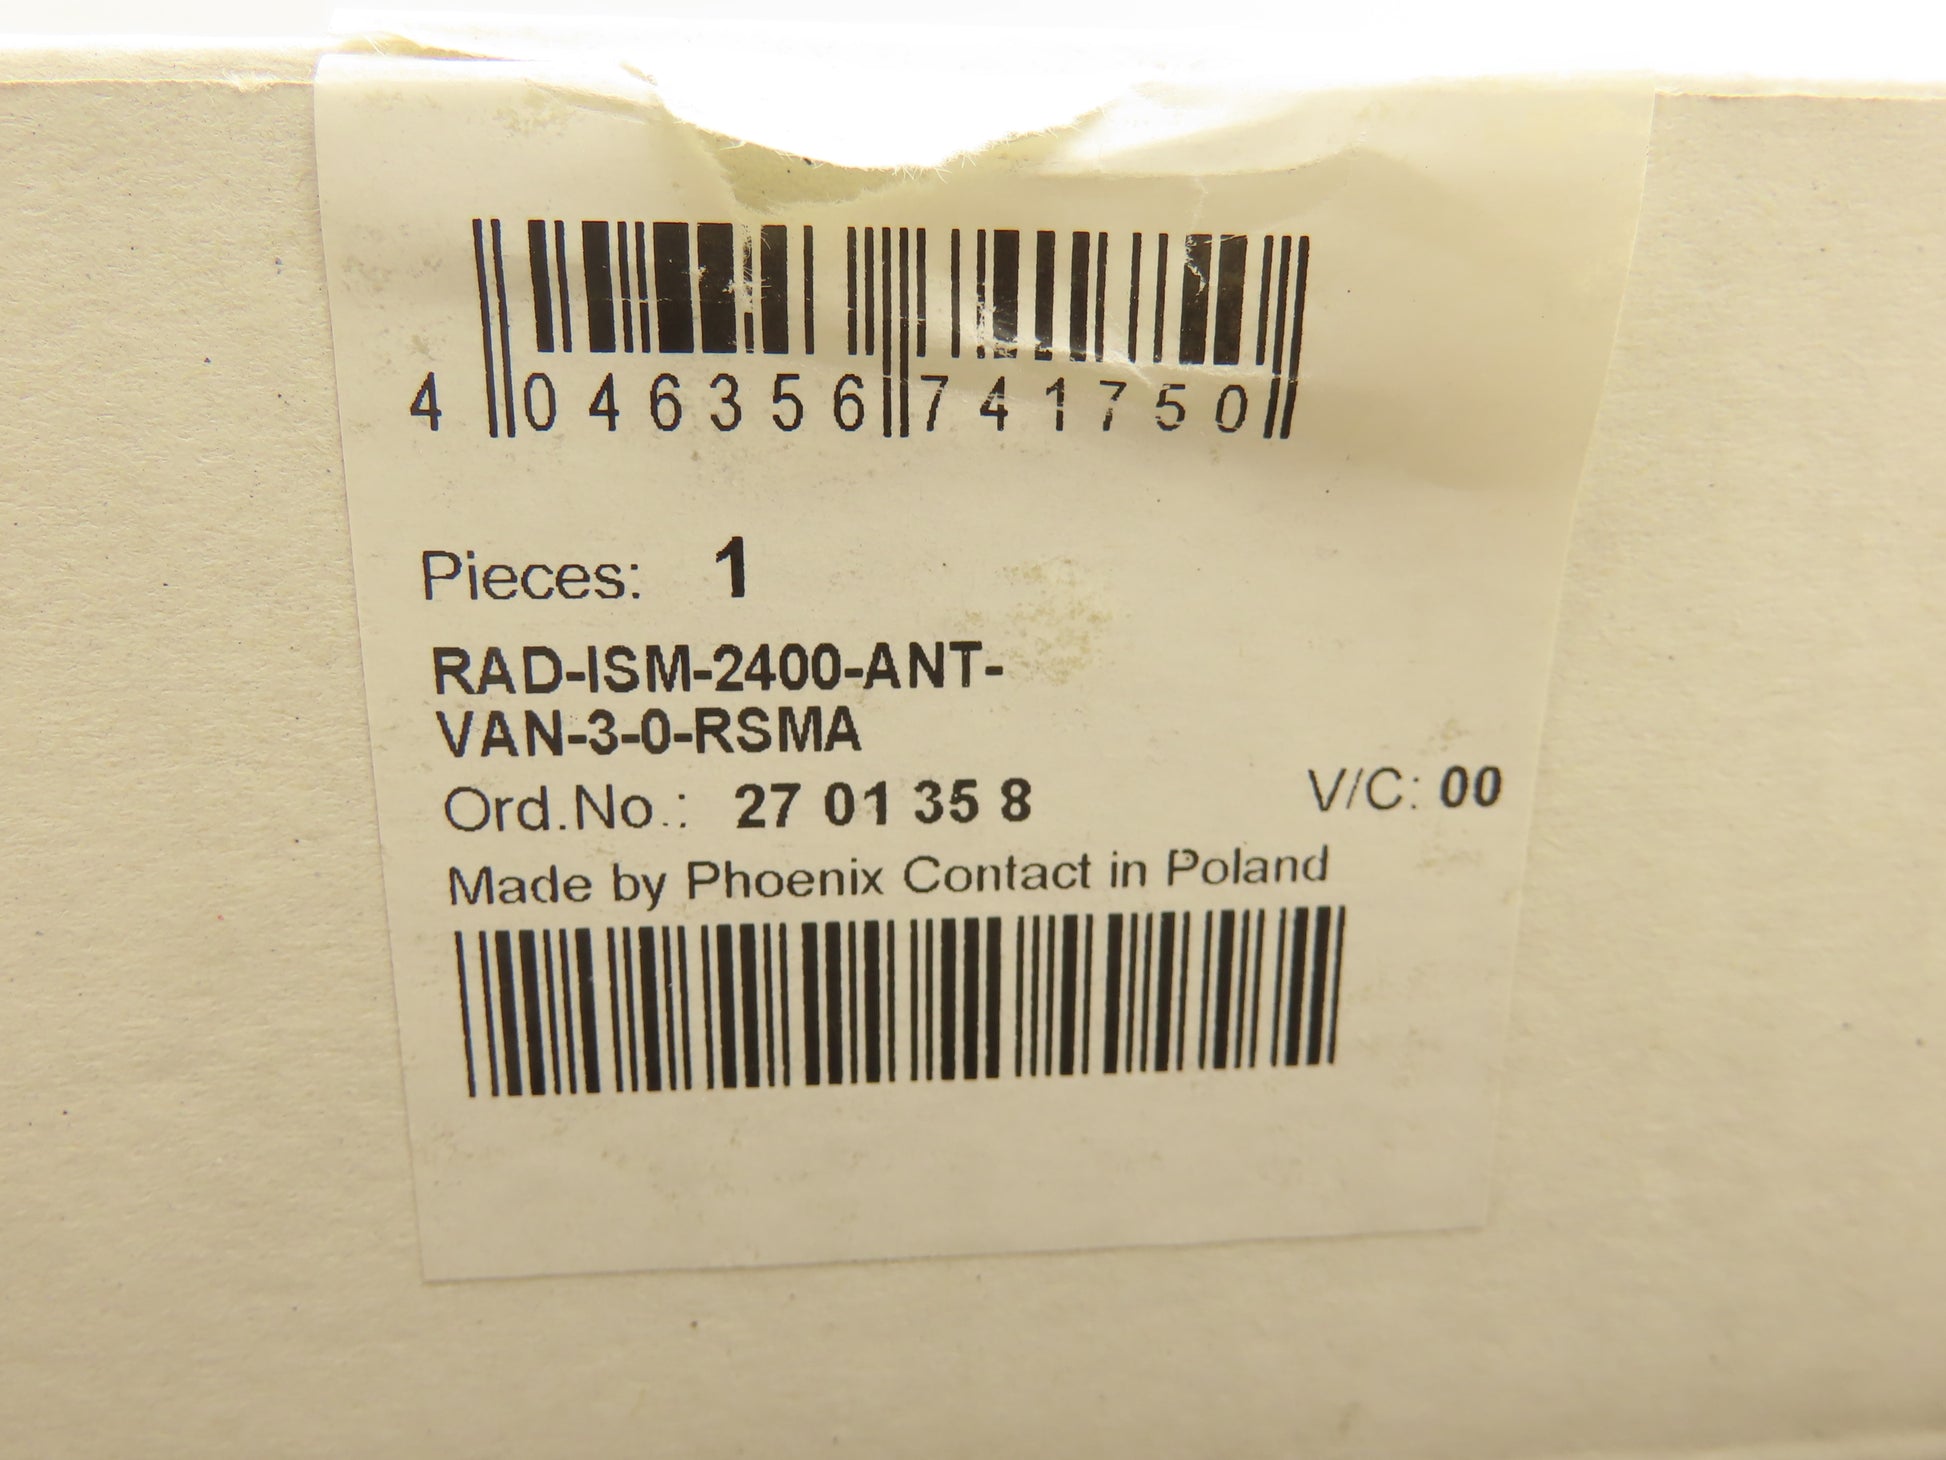 4 046356 741750
Pieces: 1
RAD-ISM-2400-ANT-
VAN-3-0-RSMA
Ord.No.: 27 01 35 8 V/C: 00
Made by Phoenix Contact in Poland